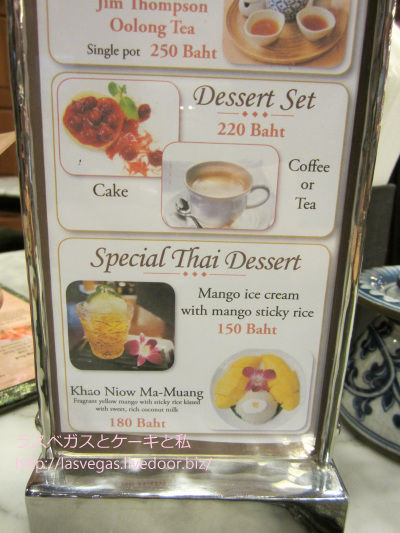 Jim Thompson
Oolong Tea
Single pot 250 Baht
Dessert Set
220 Baht
Cake
Coffee
or
Tea
Special Thai Dessert
Mango ice cream
with mango sticky rice
150 Baht
Khao Niow Ma-Muang
Fragrant yellow mango with sticky rice kissed
with sweet, rich coconut milk
180 Baht
ラスベガスとケーキと私
http://lasvegas.livedoor.biz/